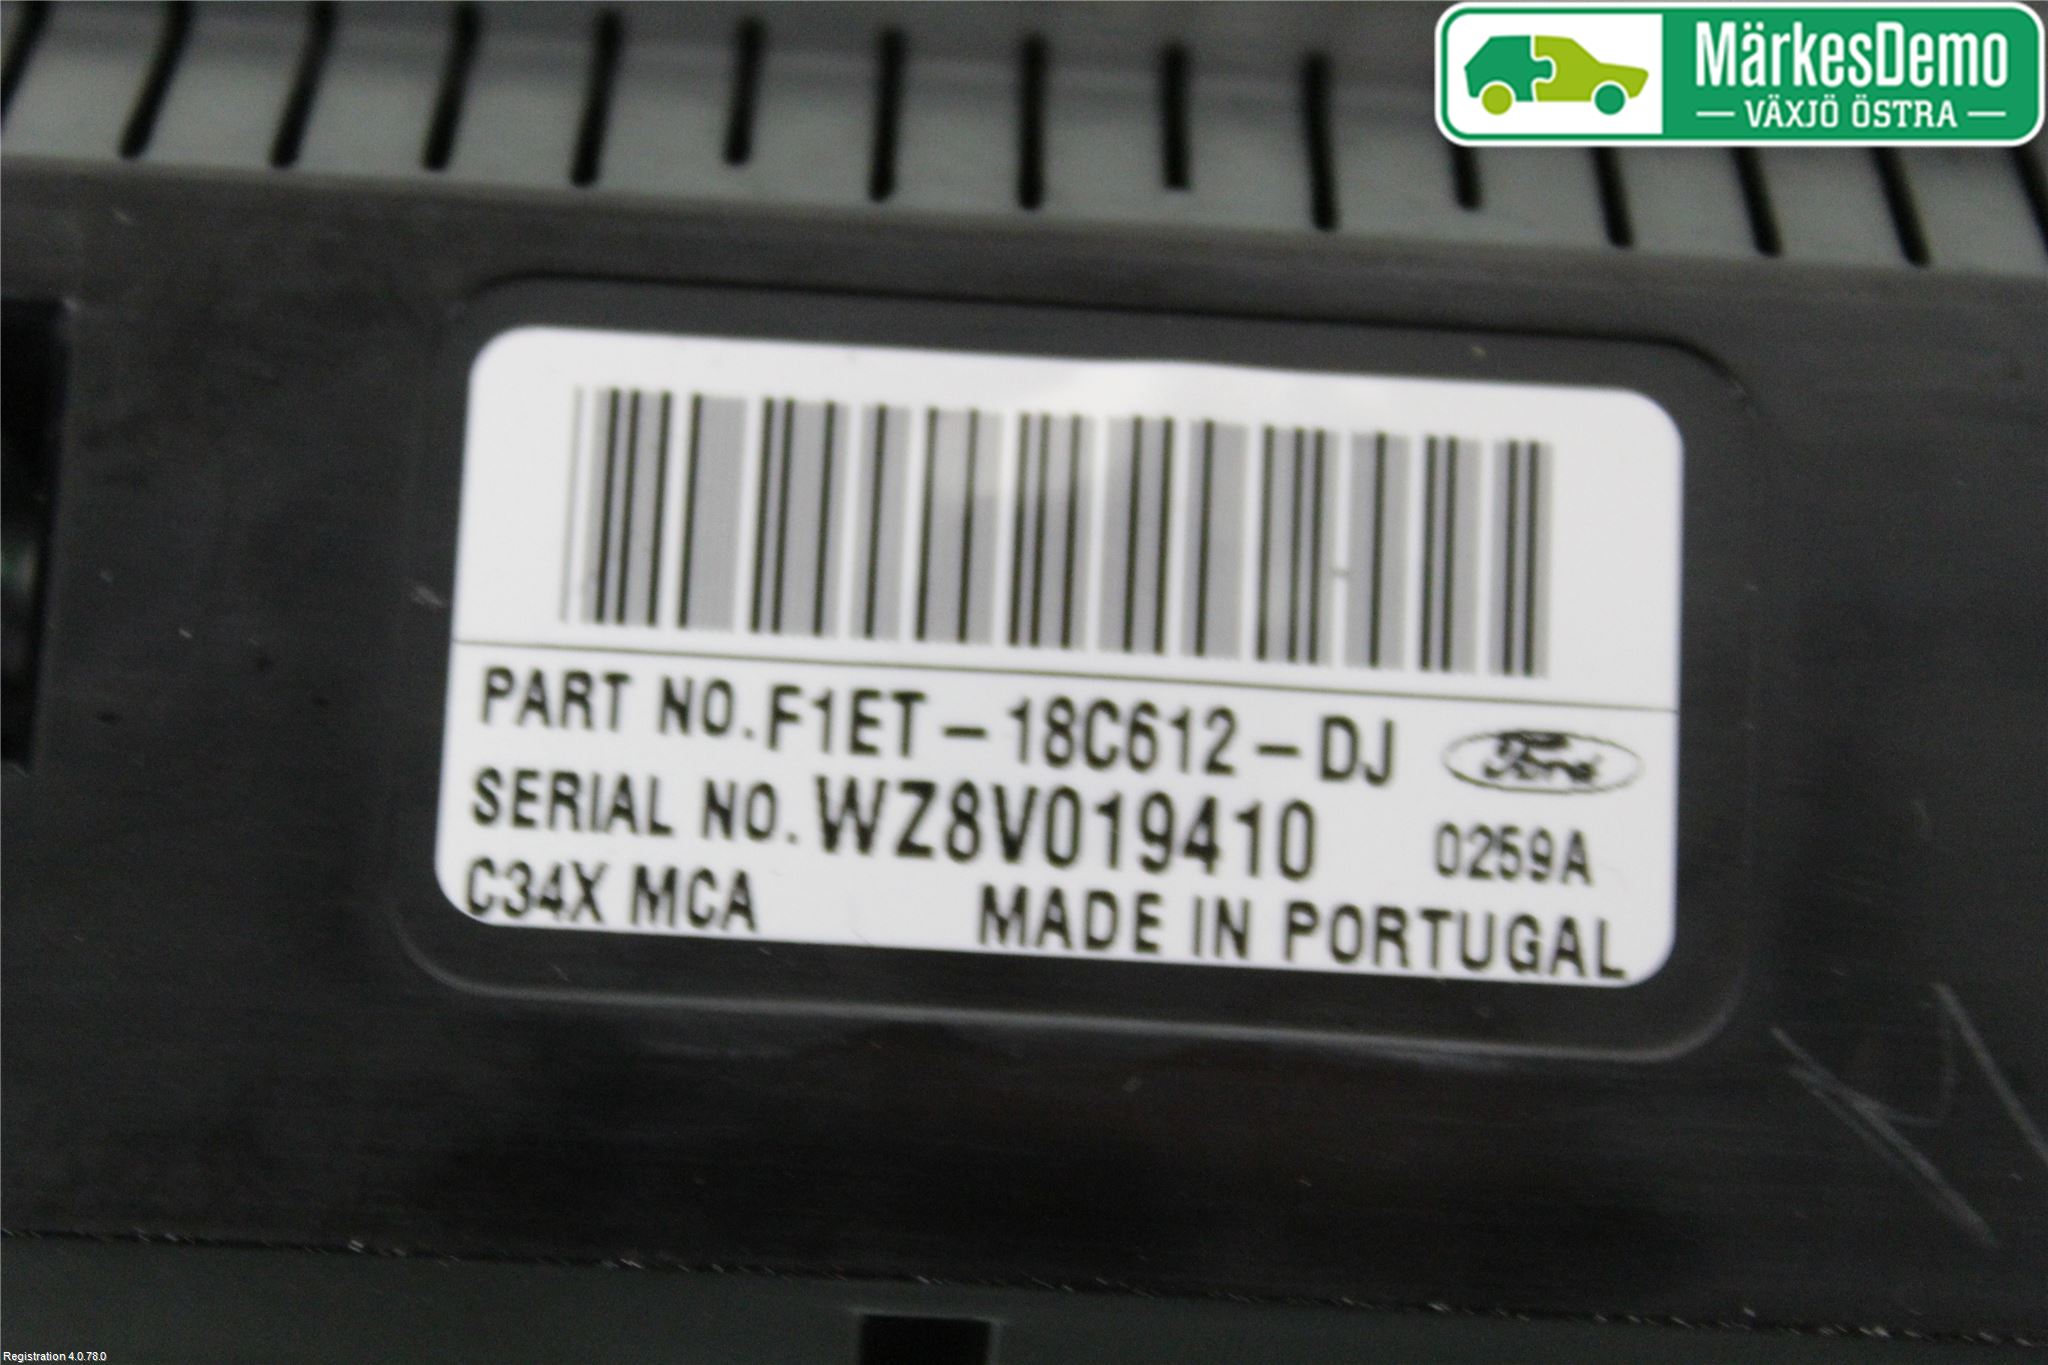 MärkesDemo
— VÄXJÖ ÖSTRA —
PART NO. F1ET-18C612-DJ Ford
SERIAL NO. WZ8V019410 0259A
C34X MCA MADE IN PORTUGAL
Registration 4.0.78.0